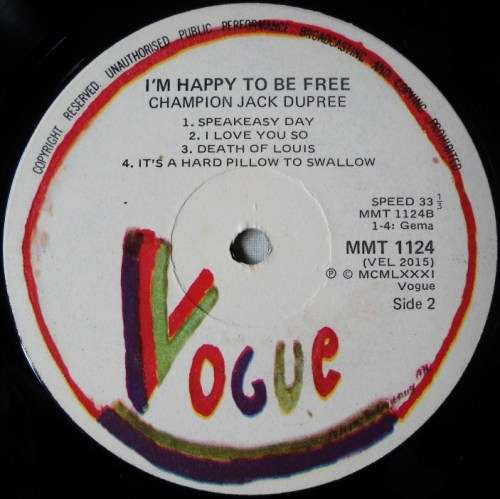 COPYRIGHT RESERVED UNAUTHORISED PUBLIC PERFORMANCE BROADCASTING AND COPYING PROHIBITED
I'M HAPPY TO BE FREE
CHAMPION JACK DUPREE
1. SPEAKEASY DAY
2. I LOVE YOU SO
3. DEATH OF LOUIS
4. IT'S A HARD PILLOW TO SWALLOW
SPEED 33 1/3
MMT 1124B
1-4: Gema
MMT 1124
(VEL 2015)
Ⓟ © MCMLXXXI
Vogue
Side 2
VOGUE